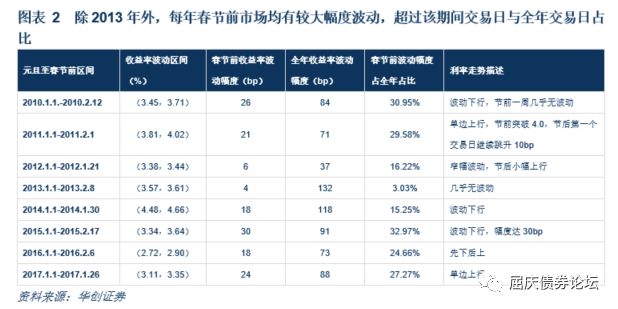 图表 2 除 2013 年外，每年春节前市场均有较大幅度波动，超过该期间交易日与全年交易日占
比
元旦至春节前区间 收益率波动区间（%） 春节前收益率波动幅度（bp） 全年收益率波动幅度（bp） 春节前波动幅度占全年占比 利率走势描述
2010.1.1.-2010.2.12 （3.45，3.71） 26 84 30.95% 波动下行，节前一周几乎无波动
2011.1.1-2011.2.1 （3.81，4.02） 21 71 29.58% 单边上行，节前突破 4.0，节后第一个交易日继续跳升 10bp
2012.1.1-2012.1.21 （3.38，3.44） 6 37 16.22% 窄幅波动，节后小幅上行
2013.1.1-2013.2.8 （3.57，3.61） 4 132 3.03% 几乎无波动
2014.1.1-2014.1.30 （4.48，4.66） 18 118 15.25% 波动下行
2015.1.1-2015.2.17 （3.34，3.64） 30 91 32.97% 波动下行，幅度达 30bp
2016.1.1-2016.2.6 （2.72，2.90） 18 73 24.66% 先下后上
2017.1.1-2017.1.26 （3.11，3.35） 24 88 27.27% 单边上行
资料来源：华创证券
屈庆债券论坛